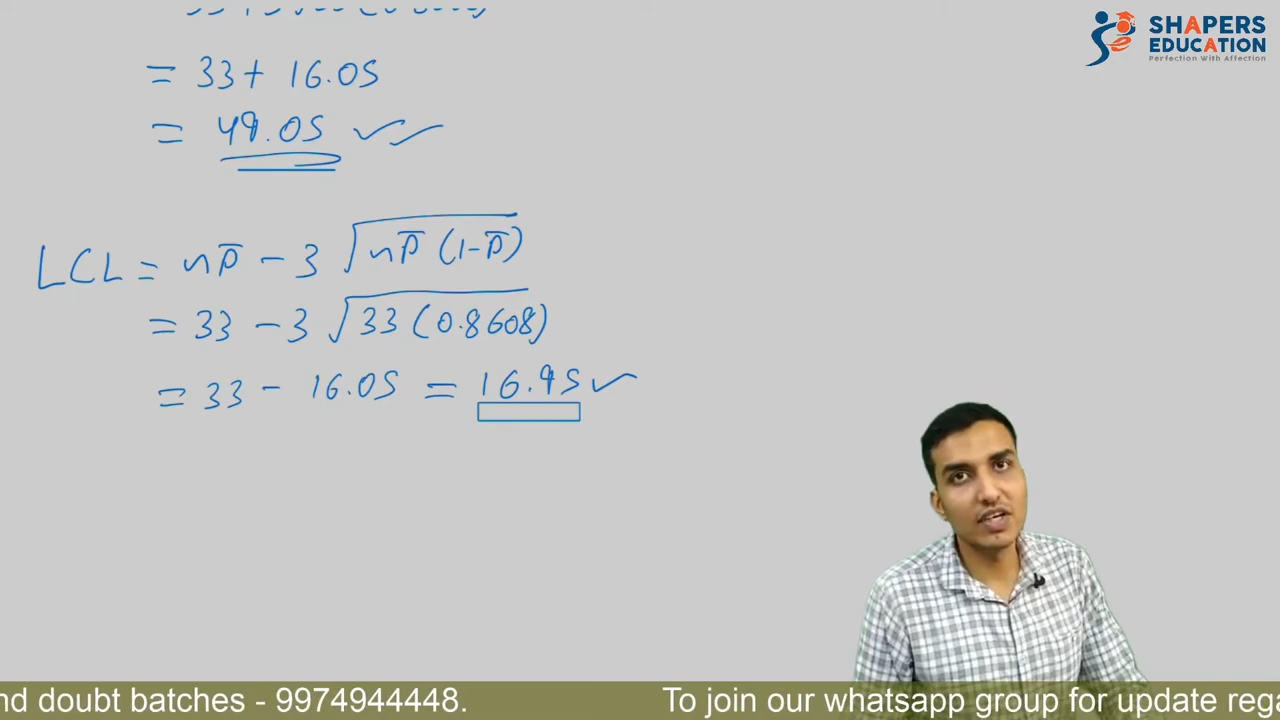 SHAPERS
EDUCATION
Perfection With Affection
= 33 + 16.05
= 49.05
LCL = np̅ - 3 √np̅ (1-p̅)
= 33 - 3 √33 (0.8608)
= 33 - 16.05 = 16.95
nd doubt batches - 9974944448. To join our whatsapp group for update rega